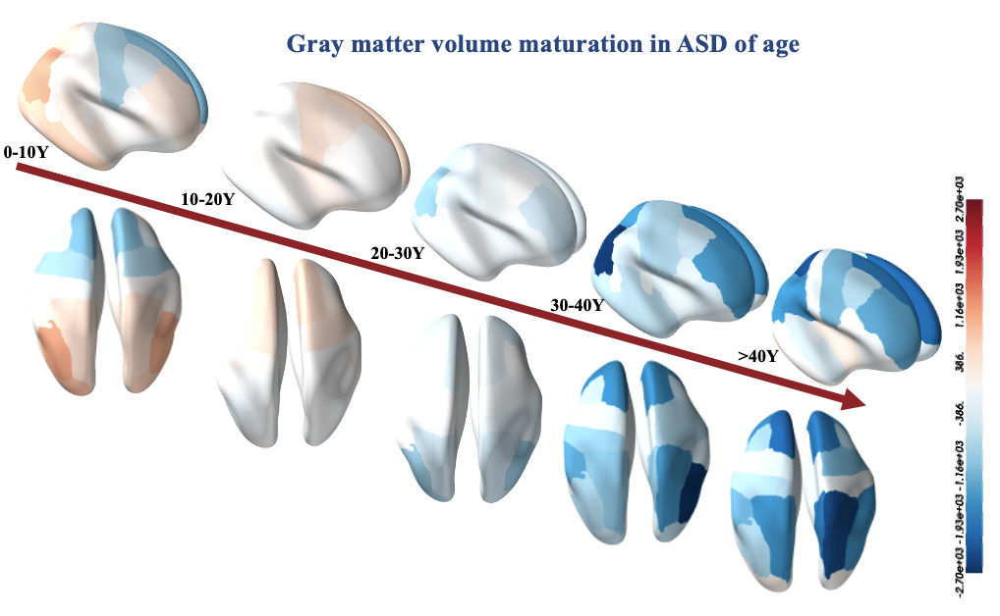 Gray matter volume maturation in ASD of age
0-10Y
10-20Y
20-30Y
30-40Y
>40Y
-2.70e+03 -1.93e+03 -1.16e+03 -386. 386. 1.16e+03 1.93e+03 2.70e+03